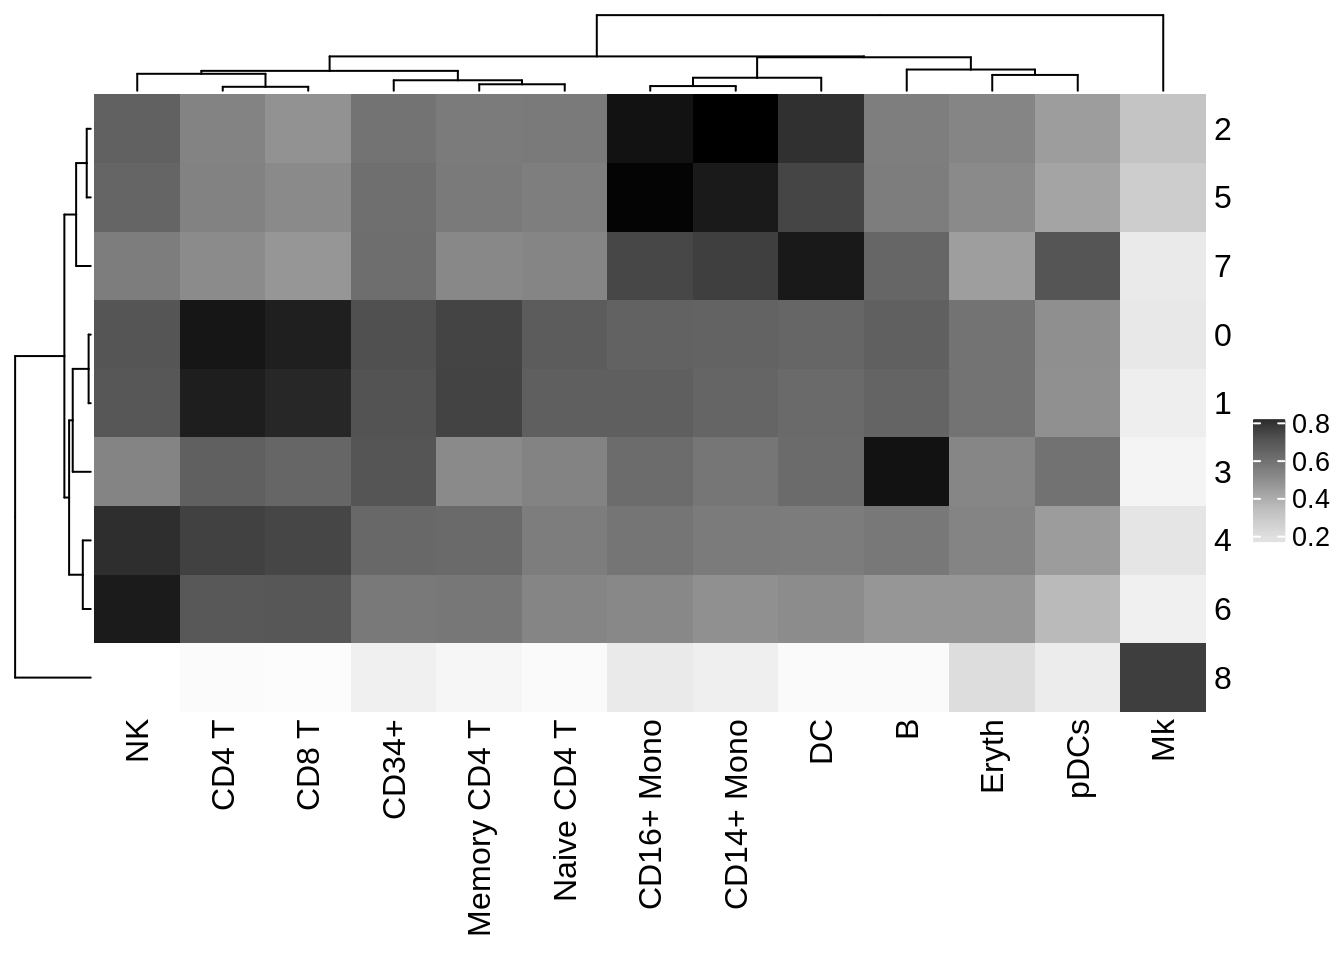 2
5
7
0
1
3
4
6
8
0.8
0.6
0.4
0.2
NK
CD4 T
CD8 T
CD34+
Memory CD4 T
Naive CD4 T
CD16+ Mono
CD14+ Mono
DC
B
Eryth
pDCs
Mk